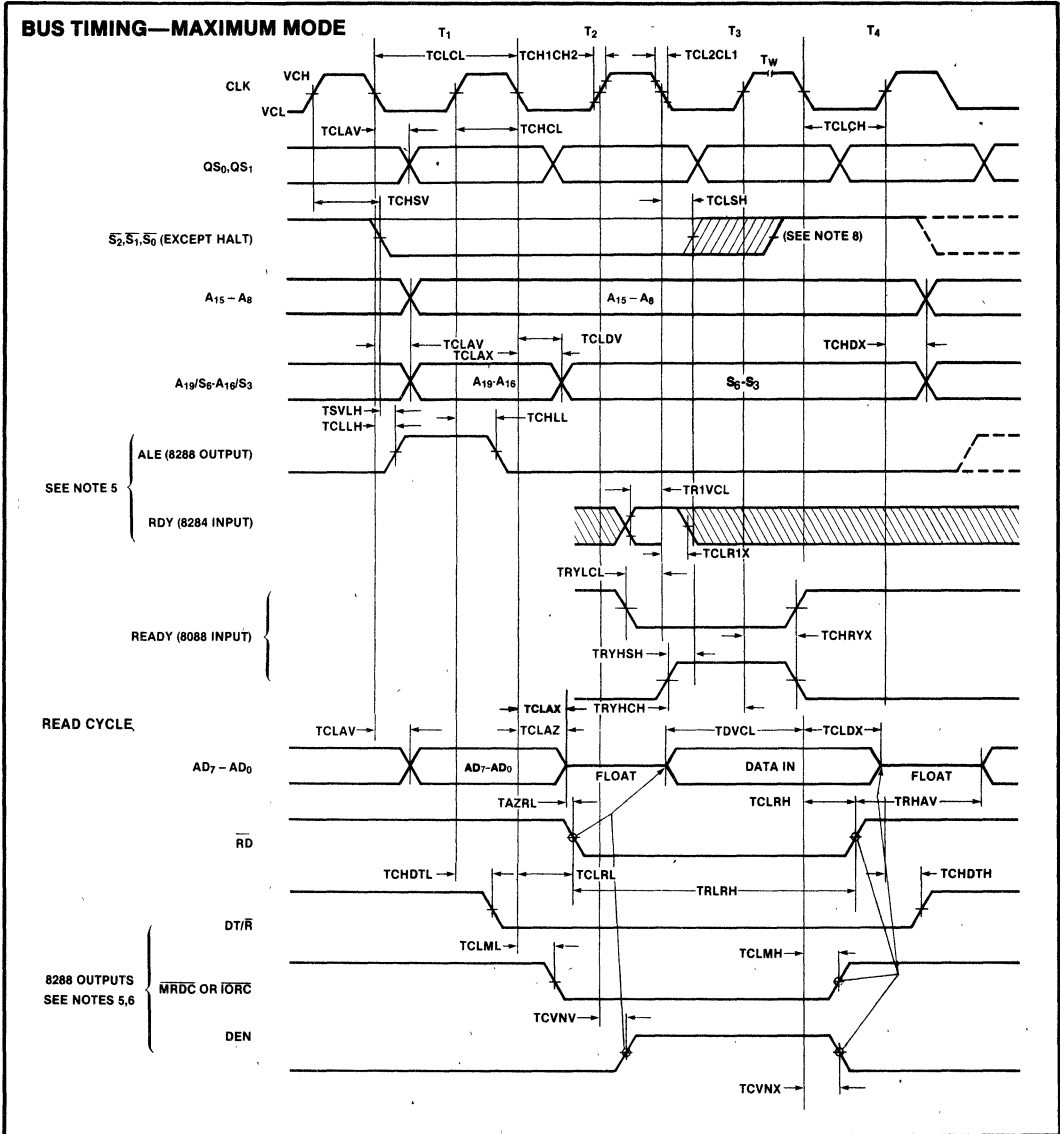 BUS TIMING—MAXIMUM MODE
T1 T2 T3 T4
TCLCL TCH1CH2 TCL2CL1 TW
VCH
CLK
VCL
TCLAV TCHCL TCLCH
QS0,QS1
TCHSV TCLSH
S̅2̅,S̅1̅,S̅0̅ (EXCEPT HALT) (SEE NOTE 8)
A15 – A8 A15 – A8
TCLAV TCLDV TCHDX
TCLAX
A19/S6-A16/S3 A19-A16 S6-S3
TSVLH TCHLL
TCLLH
ALE (8288 OUTPUT)
SEE NOTE 5
TR1VCL
RDY (8284 INPUT)
TCLR1X
TRYLCL
READY (8088 INPUT) TCHRYX
TRYHSH
TCLAX TRYHCH
READ CYCLE
TCLAV TCLAZ TDVCL TCLDX
AD7 – AD0 AD7-AD0 FLOAT DATA IN FLOAT
TAZRL TCLRH TRHAV
R̅D̅
TCHDTL TCLRL TRLRH TCHDTH
DT/R̅
TCLML TCLMH
8288 OUTPUTS
SEE NOTES 5,6
M̅R̅D̅C̅ OR I̅O̅R̅C̅
TCVNV
DEN
TCVNX